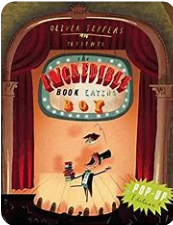 OLIVER JEFFERS
PRESENTS
the
INCREDIBLE
BOOK EATING
BOY
POP-UP